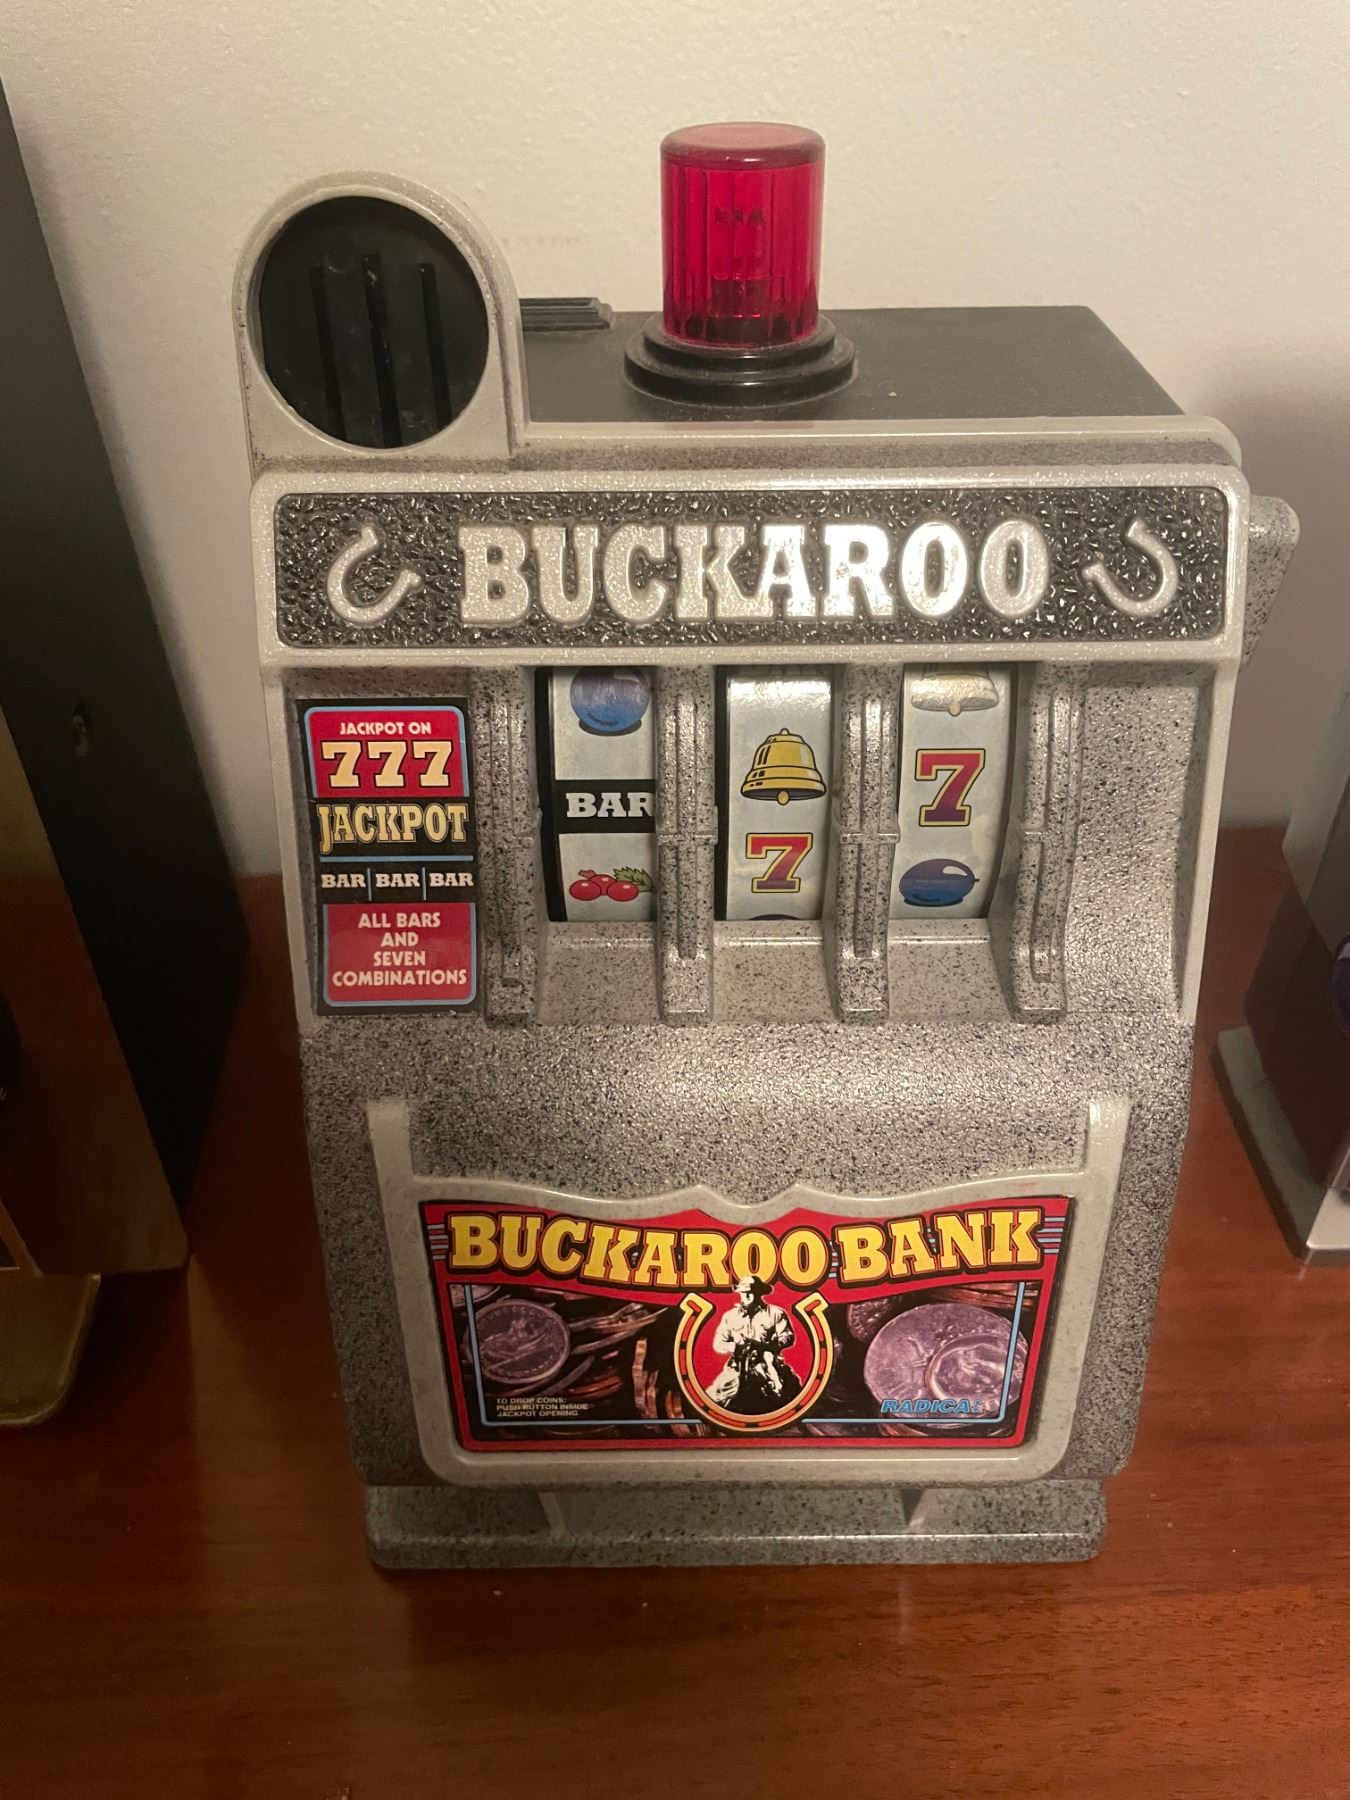 BUCKAROO
JACKPOT ON
777
JACKPOT
BAR BAR BAR
ALL BARS
AND
SEVEN
COMBINATIONS
BAR
7
7
BUCKAROO BANK
TO DROP COINS:
PUSH BUTTON INSIDE
JACKPOT OPENING
RADICA